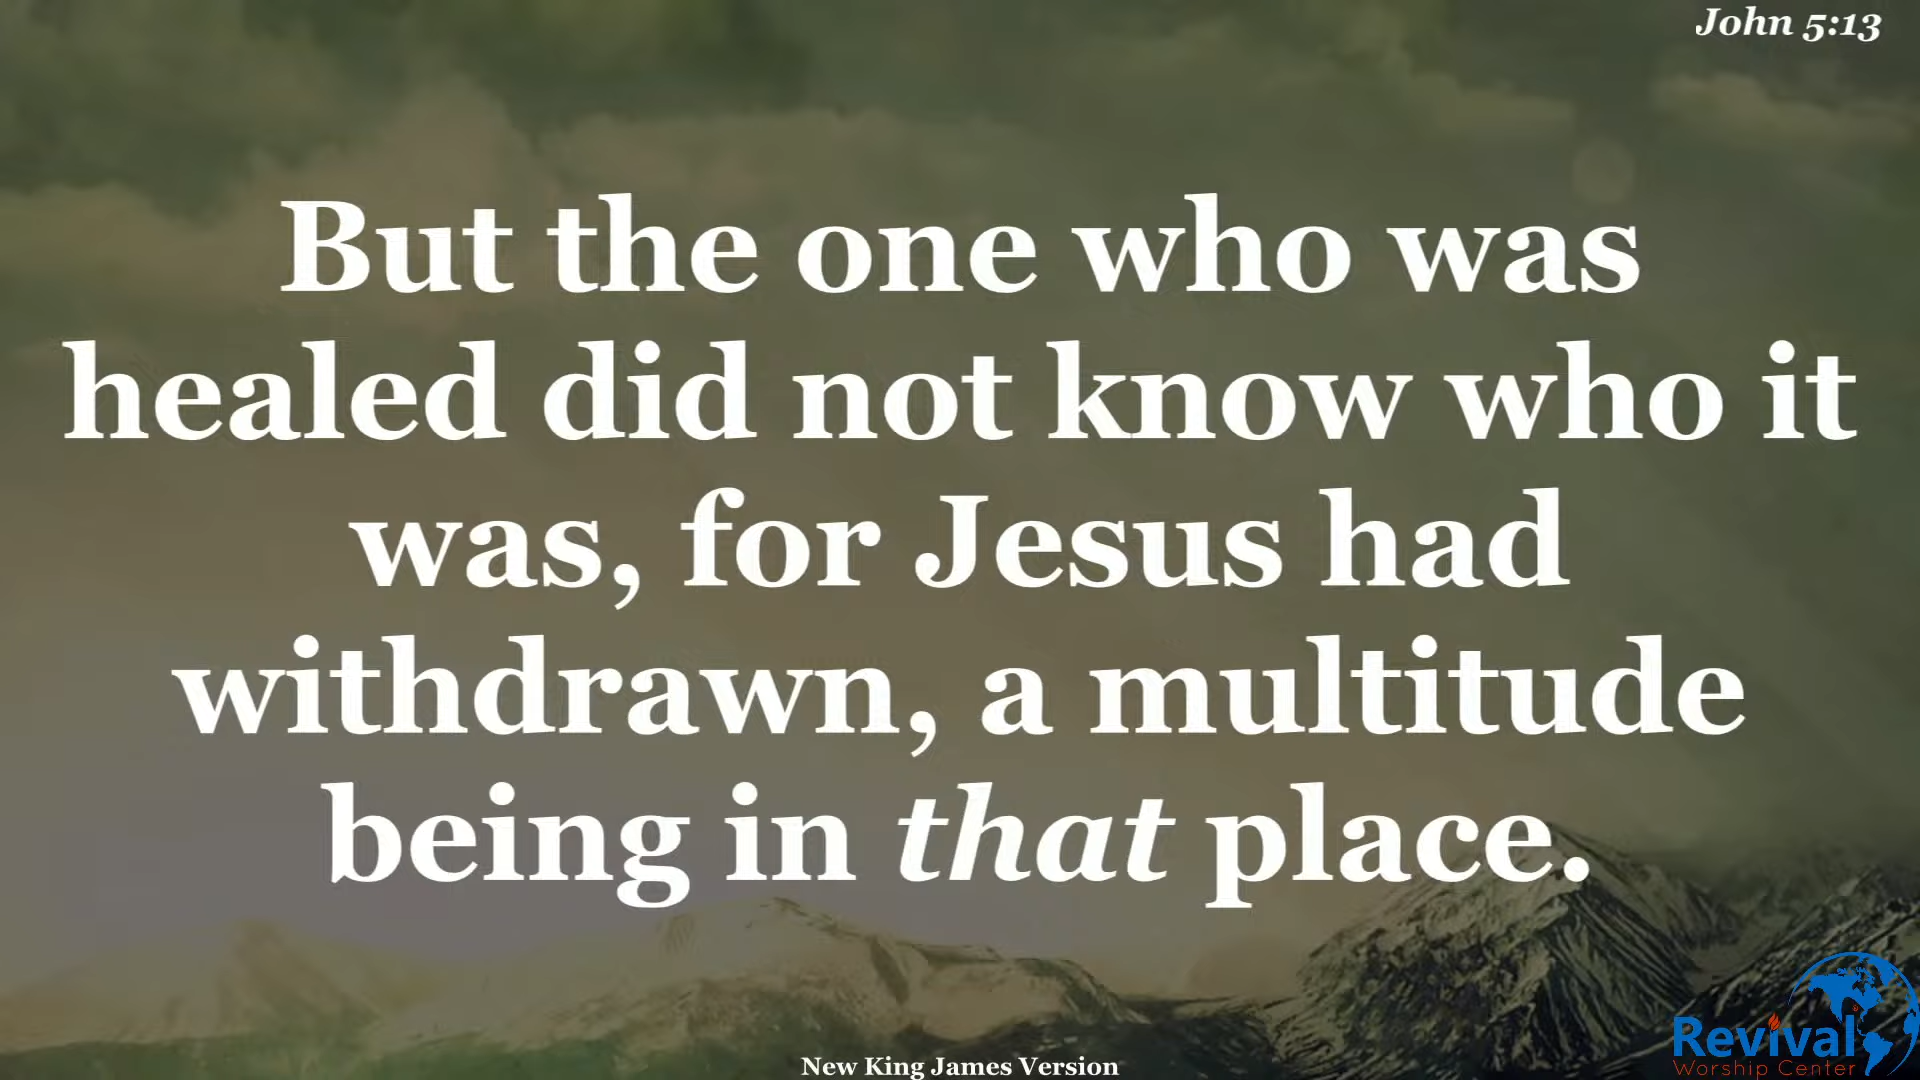 John 5:13
But the one who was
healed did not know who it
was, for Jesus had
withdrawn, a multitude
being in that place.
New King James Version
Revival
Worship Center